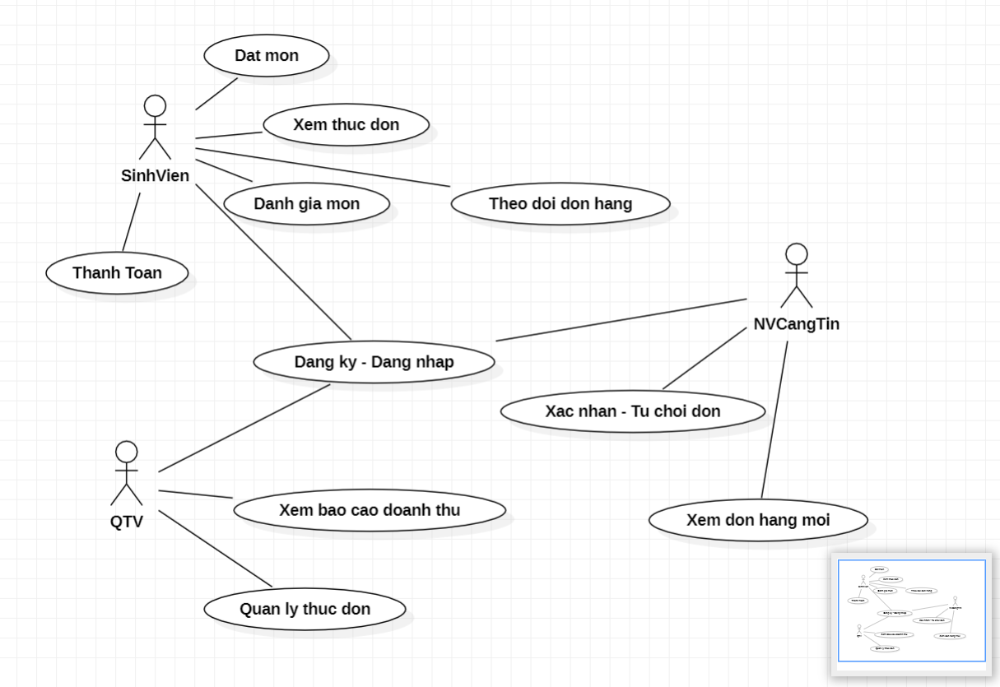 Dat mon
Xem thuc don
SinhVien
Danh gia mon
Theo doi don hang
Thanh Toan
NVCangTin
Dang ky - Dang nhap
Xac nhan - Tu choi don
Xem bao cao doanh thu
QTV
Xem don hang moi
Quan ly thuc don